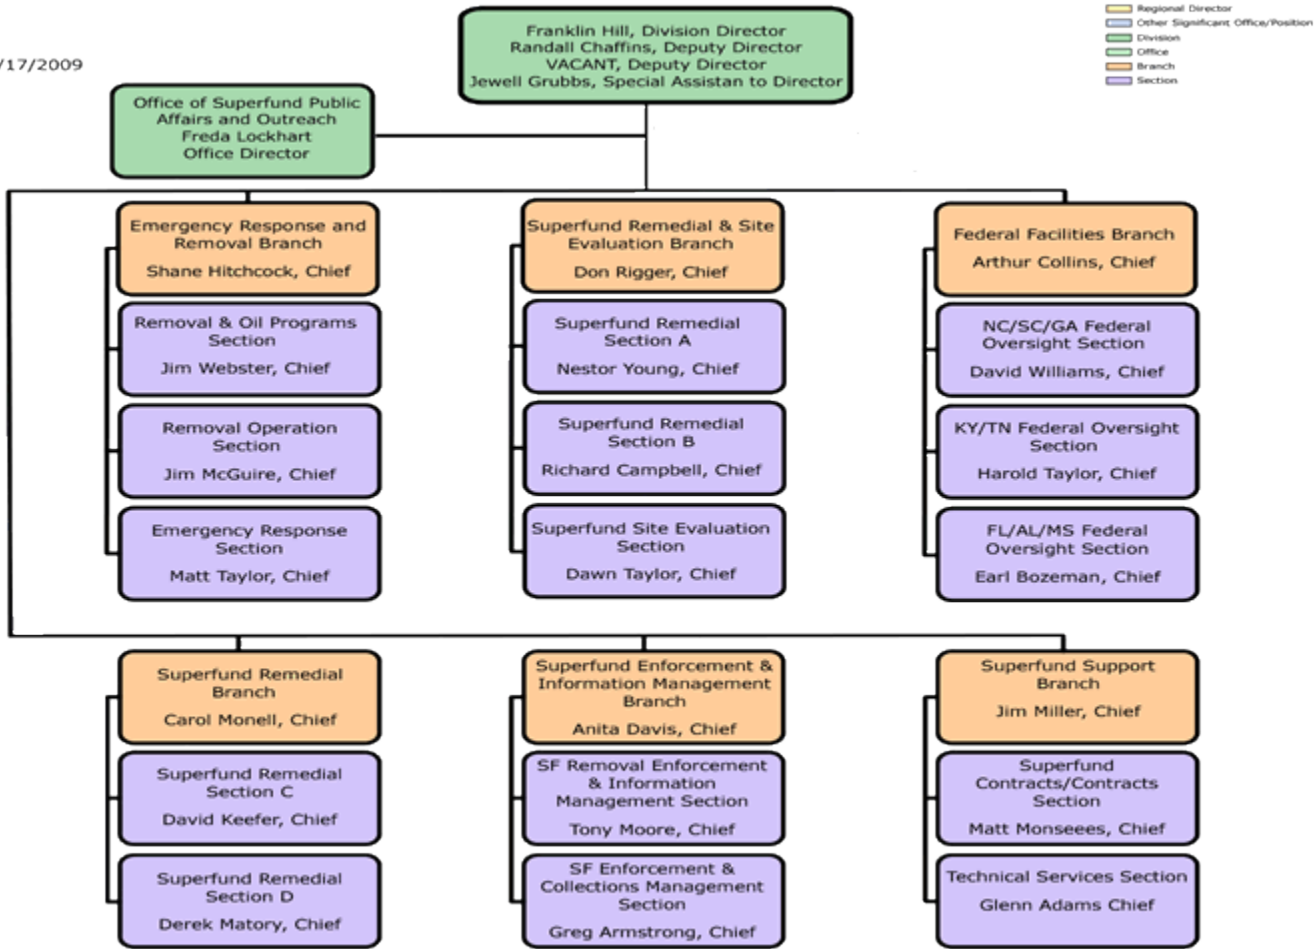 /17/2009
Franklin Hill, Division Director
Randall Chaffins, Deputy Director
VACANT, Deputy Director
Jewell Grubbs, Special Assistan to Director
Regional Director
Other Significant Office/Position
Division
Office
Branch
Section
Office of Superfund Public
Affairs and Outreach
Freda Lockhart
Office Director
Emergency Response and
Removal Branch
Shane Hitchcock, Chief
Removal & Oil Programs
Section
Jim Webster, Chief
Removal Operation
Section
Jim McGuire, Chief
Emergency Response
Section
Matt Taylor, Chief
Superfund Remedial & Site
Evaluation Branch
Don Rigger, Chief
Superfund Remedial
Section A
Nestor Young, Chief
Superfund Remedial
Section B
Richard Campbell, Chief
Superfund Site Evaluation
Section
Dawn Taylor, Chief
Federal Facilities Branch
Arthur Collins, Chief
NC/SC/GA Federal
Oversight Section
David Williams, Chief
KY/TN Federal Oversight
Section
Harold Taylor, Chief
FL/AL/MS Federal
Oversight Section
Earl Bozeman, Chief
Superfund Remedial
Branch
Carol Monell, Chief
Superfund Remedial
Section C
David Keefer, Chief
Superfund Remedial
Section D
Derek Matory, Chief
Superfund Enforcement &
Information Management
Branch
Anita Davis, Chief
SF Removal Enforcement
& Information
Management Section
Tony Moore, Chief
SF Enforcement &
Collections Management
Section
Greg Armstrong, Chief
Superfund Support
Branch
Jim Miller, Chief
Superfund
Contracts/Contracts
Section
Matt Monseees, Chief
Technical Services Section
Glenn Adams Chief